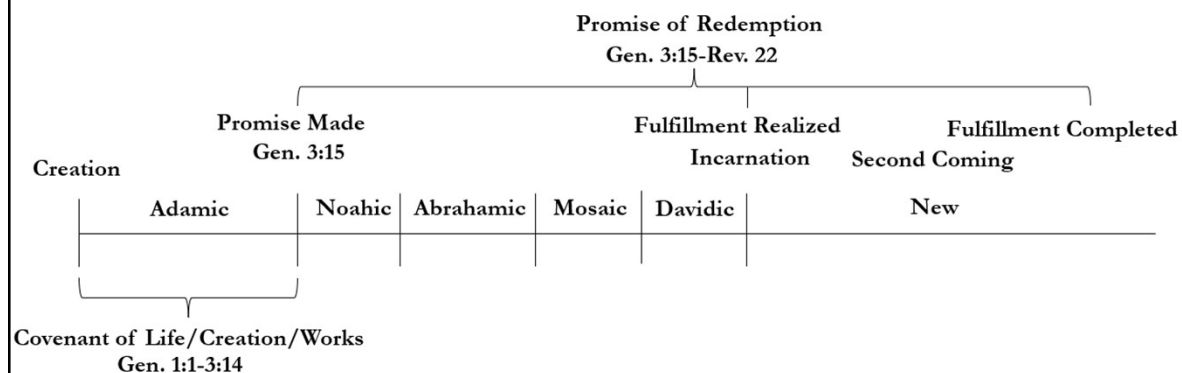 Promise of Redemption
Gen. 3:15-Rev. 22
Promise Made
Gen. 3:15
Fulfillment Realized
Incarnation
Fulfillment Completed
Second Coming
Creation
Adamic
Noahic
Abrahamic
Mosaic
Davidic
New
Covenant of Life/Creation/Works
Gen. 1:1-3:14